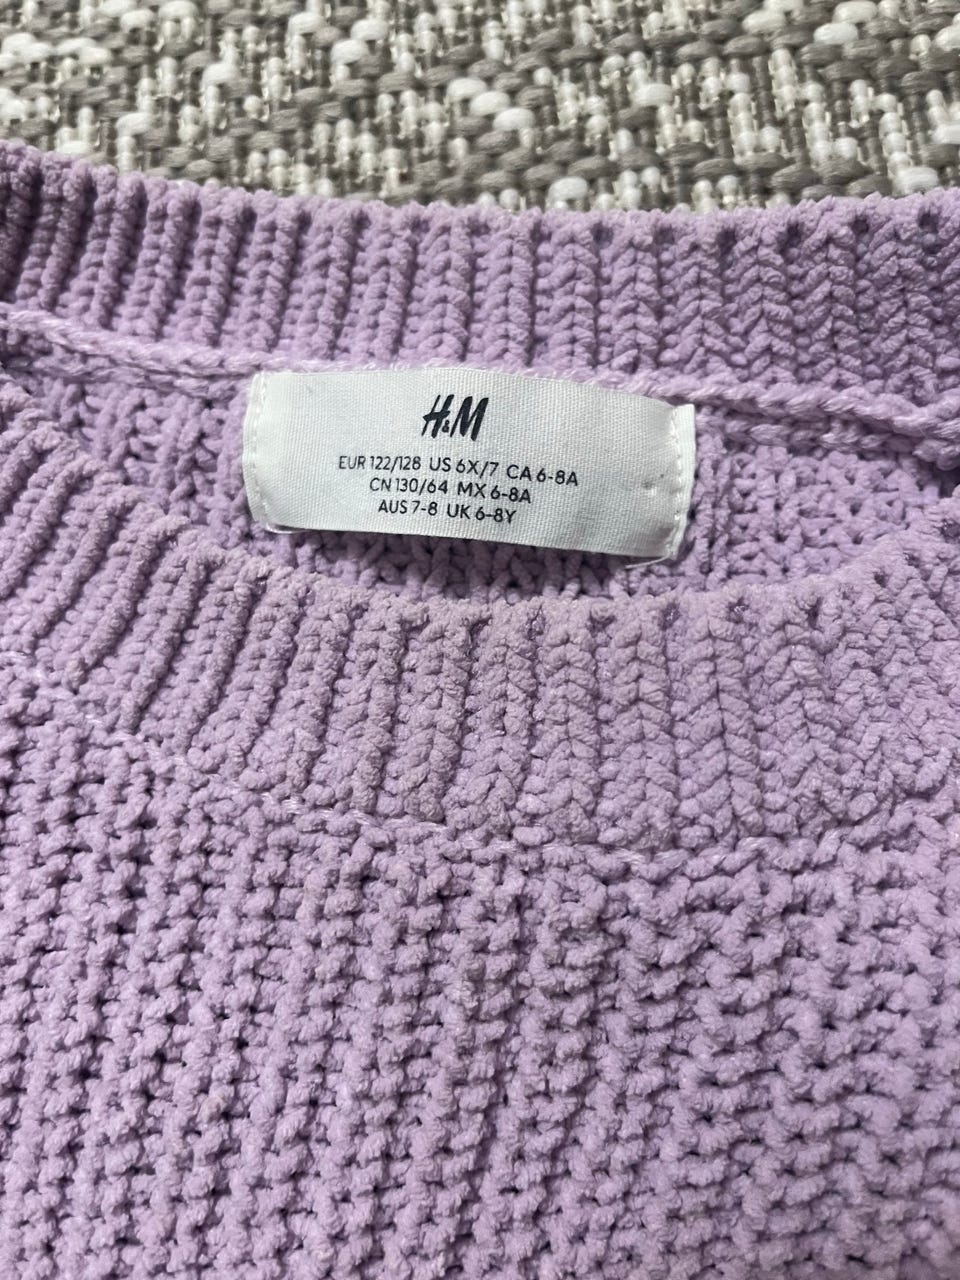 H&M
EUR 122/128 US 6X/7 CA 6-8A
CN 130/64 MX 6-8A
AUS 7-8 UK 6-8Y